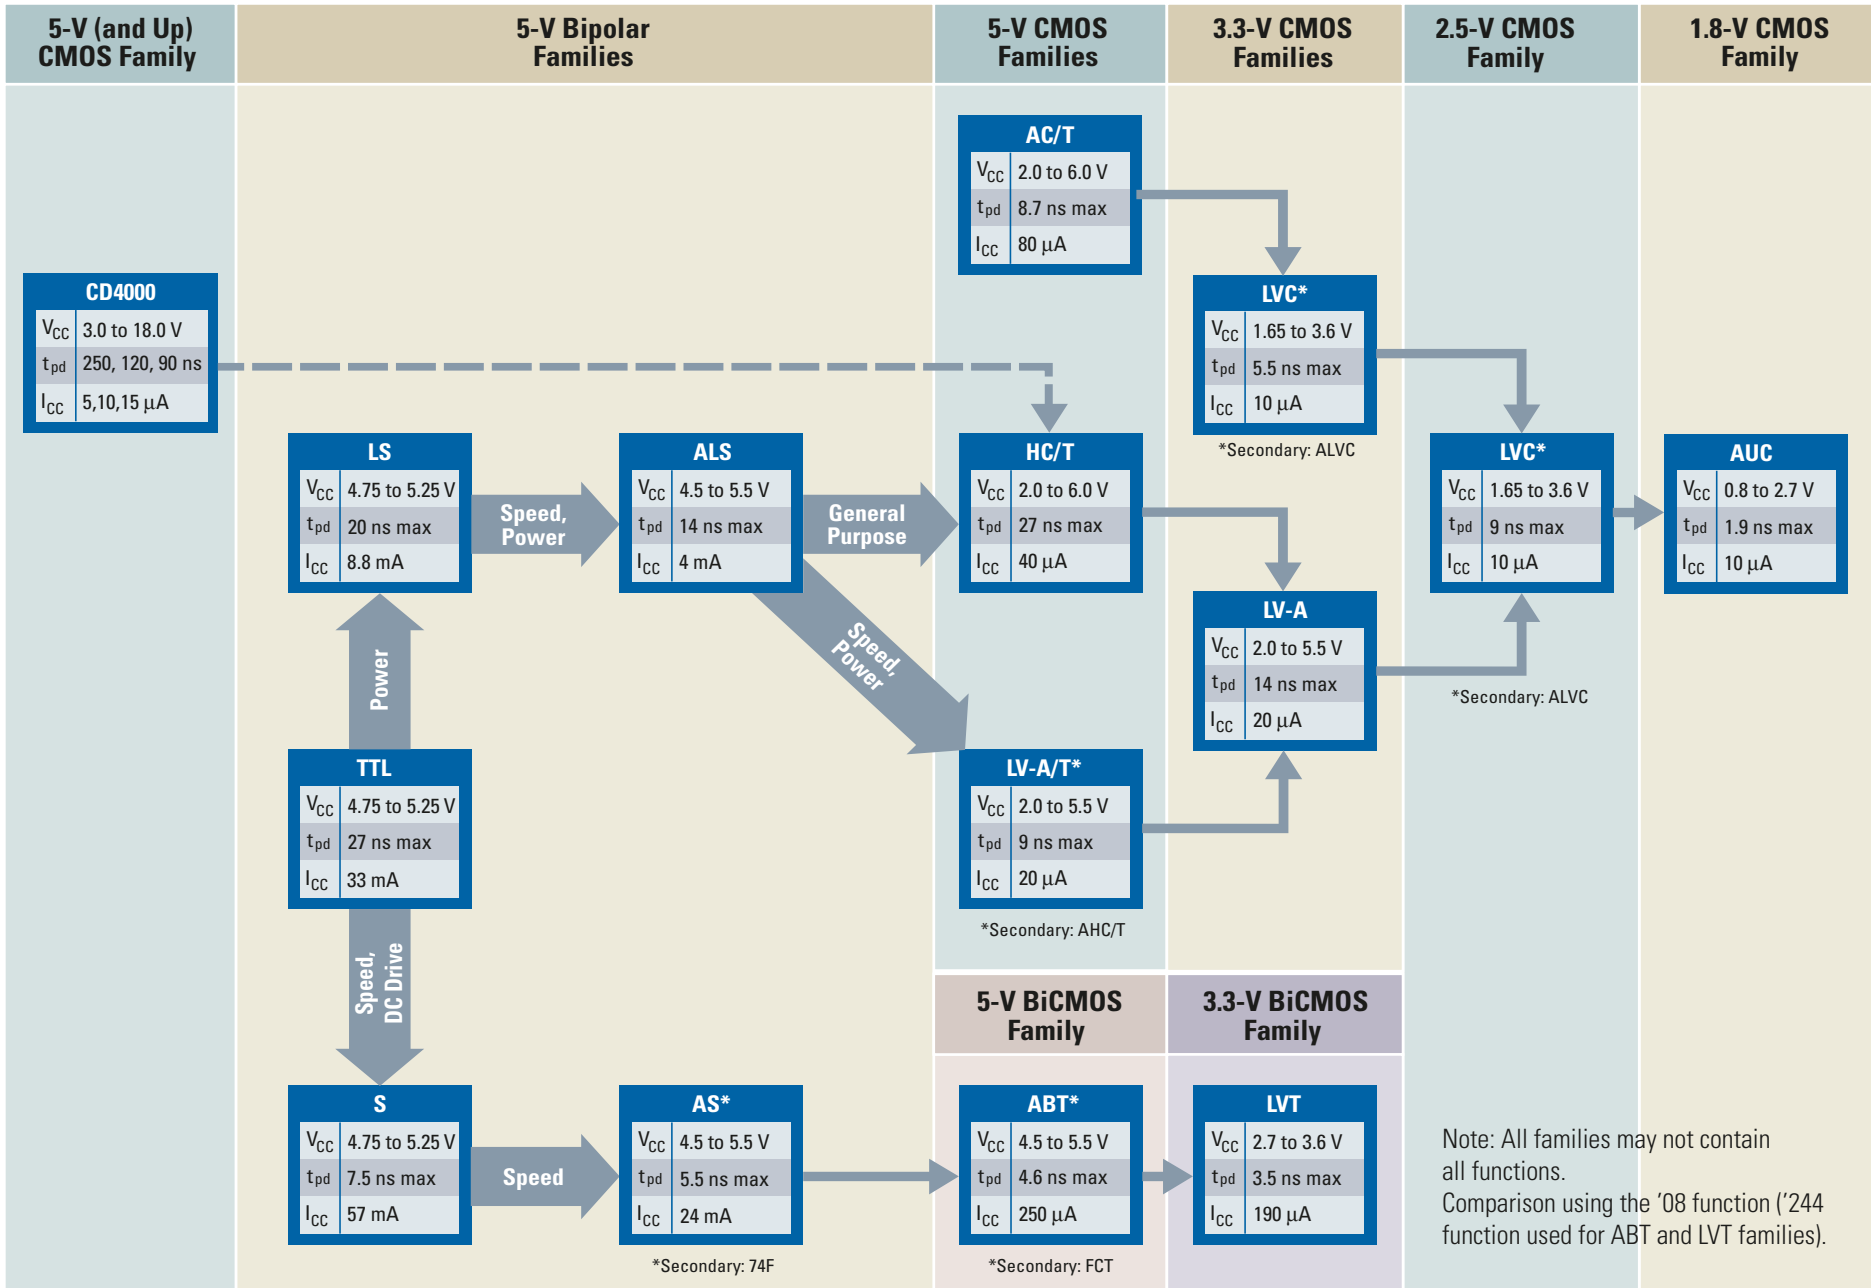 5-V (and Up)
CMOS Family
5-V Bipolar
Families
5-V CMOS
Families
3.3-V CMOS
Families
2.5-V CMOS
Family
1.8-V CMOS
Family
AC/T
VCC 2.0 to 6.0 V
tpd 8.7 ns max
ICC 80 μA
CD4000
VCC 3.0 to 18.0 V
tpd 250, 120, 90 ns
ICC 5,10,15 μA
LVC*
VCC 1.65 to 3.6 V
tpd 5.5 ns max
ICC 10 μA
*Secondary: ALVC
LS
VCC 4.75 to 5.25 V
tpd 20 ns max
ICC 8.8 mA
Speed,
Power
ALS
VCC 4.5 to 5.5 V
tpd 14 ns max
ICC 4 mA
General
Purpose
HC/T
VCC 2.0 to 6.0 V
tpd 27 ns max
ICC 40 μA
LVC*
VCC 1.65 to 3.6 V
tpd 9 ns max
ICC 10 μA
*Secondary: ALVC
AUC
VCC 0.8 to 2.7 V
tpd 1.9 ns max
ICC 10 μA
Power
Speed,
Power
LV-A
VCC 2.0 to 5.5 V
tpd 14 ns max
ICC 20 μA
TTL
VCC 4.75 to 5.25 V
tpd 27 ns max
ICC 33 mA
LV-A/T*
VCC 2.0 to 5.5 V
tpd 9 ns max
ICC 20 μA
*Secondary: AHC/T
Speed,
DC Drive
5-V BiCMOS
Family
3.3-V BiCMOS
Family
S
VCC 4.75 to 5.25 V
tpd 7.5 ns max
ICC 57 mA
Speed
AS*
VCC 4.5 to 5.5 V
tpd 5.5 ns max
ICC 24 mA
*Secondary: 74F
ABT*
VCC 4.5 to 5.5 V
tpd 4.6 ns max
ICC 250 μA
*Secondary: FCT
LVT
VCC 2.7 to 3.6 V
tpd 3.5 ns max
ICC 190 μA
Note: All families may not contain
all functions.
Comparison using the ’08 function (’244
function used for ABT and LVT families).